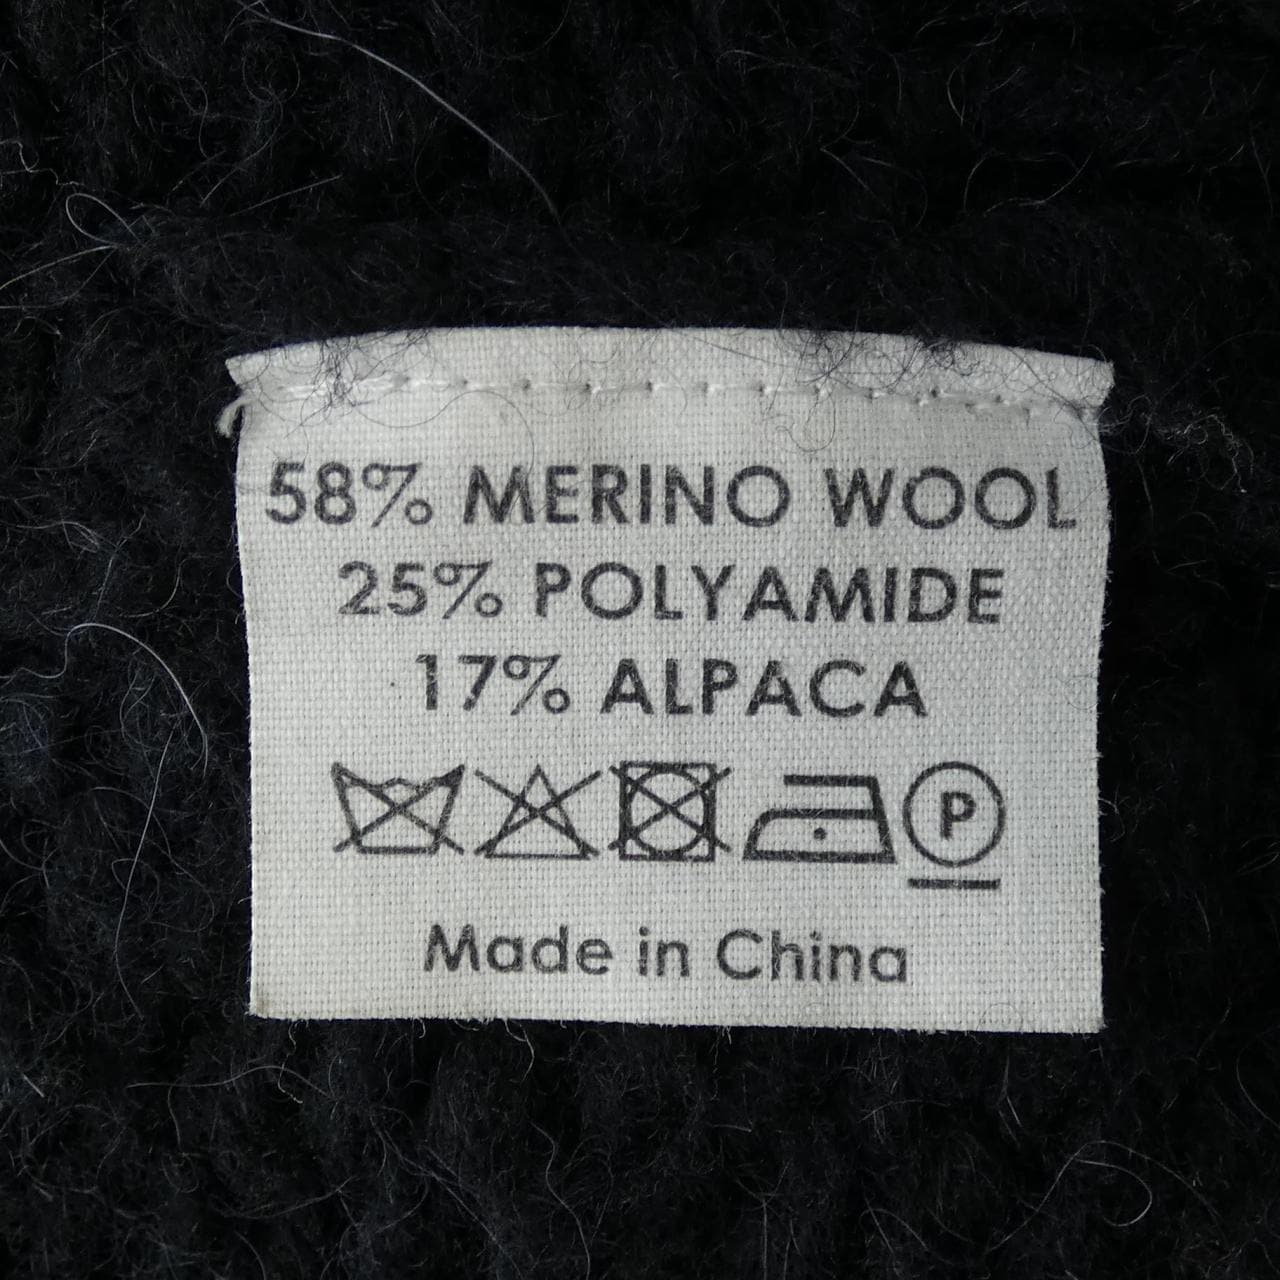 58% MERINO WOOL
25% POLYAMIDE
17% ALPACA
P
Made in China